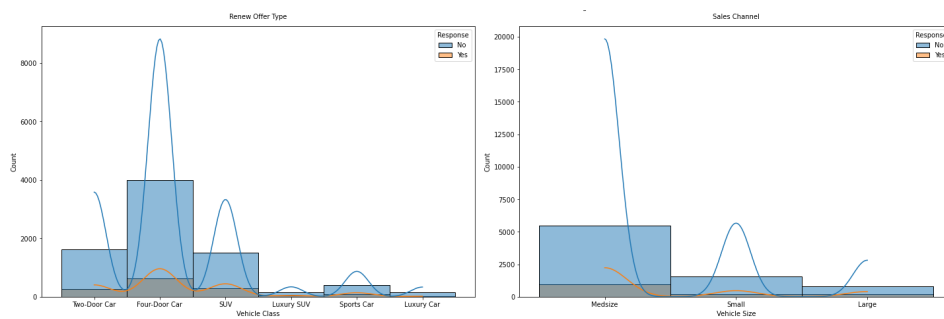 Renew Offer Type
Response
No
Yes
8000
6000
4000
2000
0
Count
Two-Door Car Four-Door Car SUV Luxury SUV Sports Car Luxury Car
Vehicle Class
Sales Channel
Response
No
Yes
20000
17500
15000
12500
10000
7500
5000
2500
0
Count
Medsize Small Large
Vehicle Size